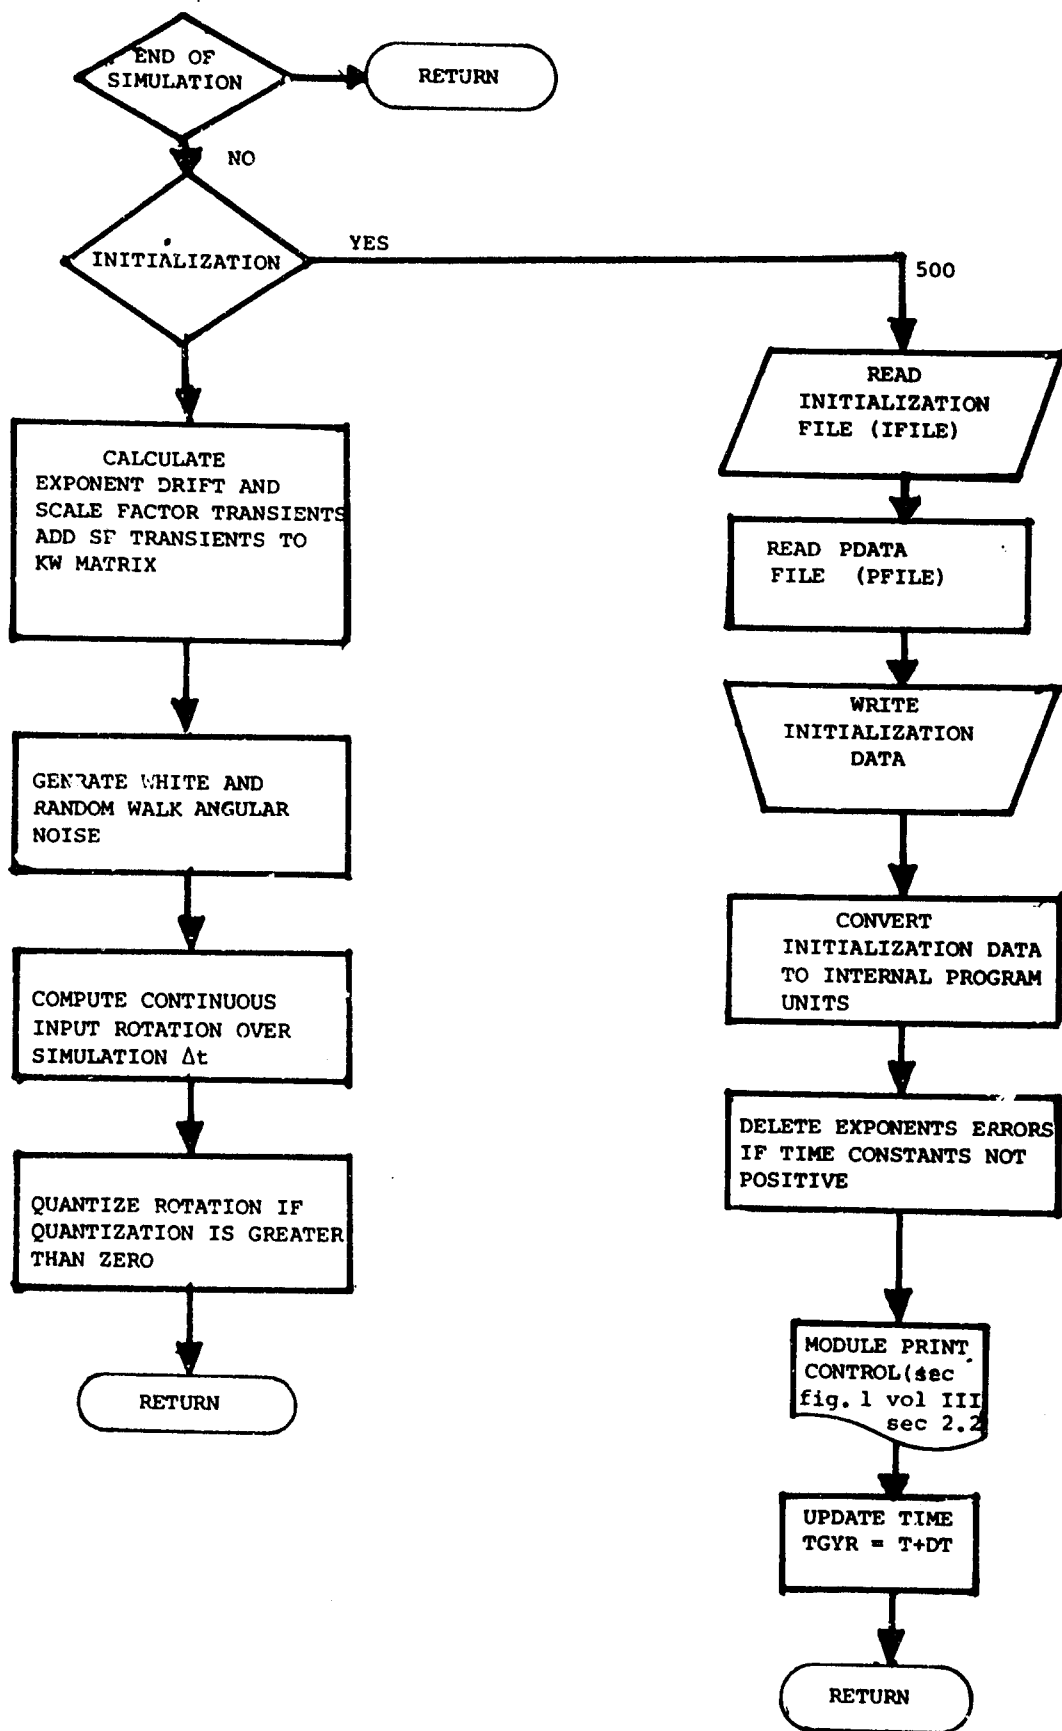 END OF
SIMULATION
RETURN
NO
INITIALIZATION
YES
500
CALCULATE
EXPONENT DRIFT AND
SCALE FACTOR TRANSIENTS
ADD SF TRANSIENTS TO
KW MATRIX
GENRATE WHITE AND
RANDOM WALK ANGULAR
NOISE
COMPUTE CONTINUOUS
INPUT ROTATION OVER
SIMULATION Δt
QUANTIZE ROTATION IF
QUANTIZATION IS GREATER
THAN ZERO
RETURN
READ
INITIALIZATION
FILE (IFILE)
READ PDATA
FILE (PFILE)
WRITE
INITIALIZATION
DATA
CONVERT
INITIALIZATION DATA
TO INTERNAL PROGRAM
UNITS
DELETE EXPONENTS ERRORS
IF TIME CONSTANTS NOT
POSITIVE
MODULE PRINT
CONTROL(sec
fig. 1 vol III
sec 2.2
UPDATE TIME
TGYR = T+DT
RETURN